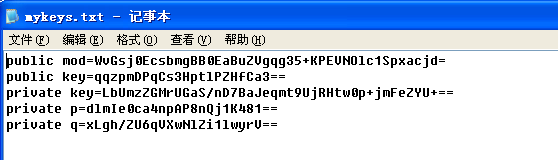 mykeys.txt - 记事本
文件(F) 编辑(E) 格式(O) 查看(V) 帮助(H)
public mod=WvGsj0EcsbmgBB0EaBuZVgqg35+KPEVNOlc1Spxacjd=
public key=qqzpmDPqCs3HptlPZHfCa3==
private key=LbUmzZGMrUGaS/nD7BaJeqmt9UjRHtw0p+jmFeZYU+==
private p=dlmIe0ca4npAP8nQj1K481==
private q=xLgh/ZU6qVXwNlZi1lwyrV==